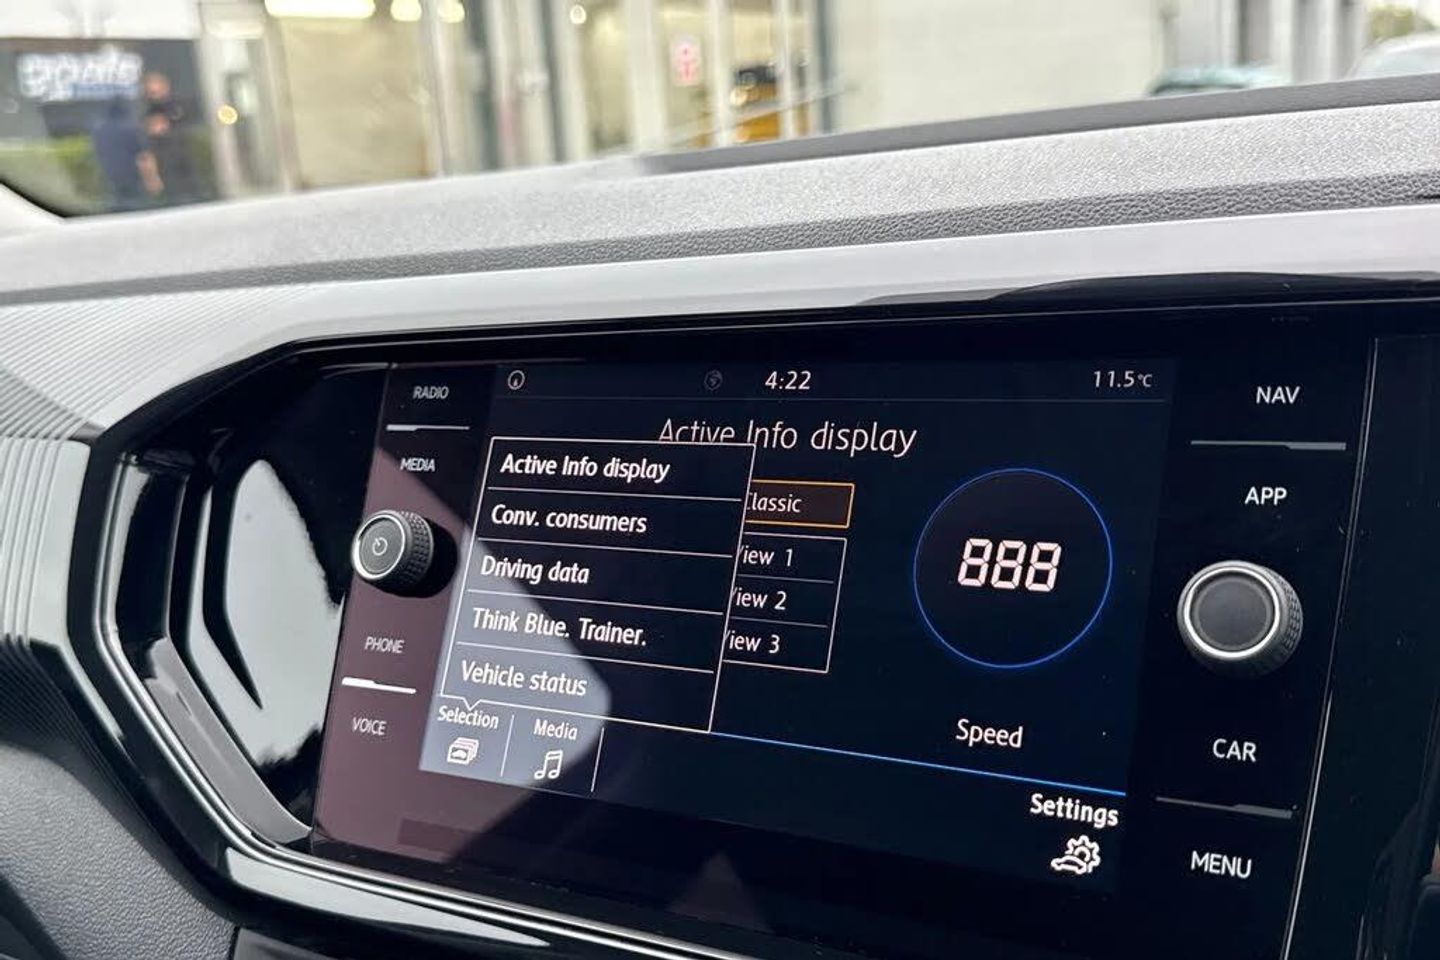 RADIO
MEDIA
PHONE
VOICE
4:22
11.5°C
Active Info display
Active Info display
Conv. consumers
Driving data
Think Blue. Trainer.
Vehicle status
Classic
View 1
View 2
View 3
888
Speed
Selection
Media
Settings
NAV
APP
CAR
MENU